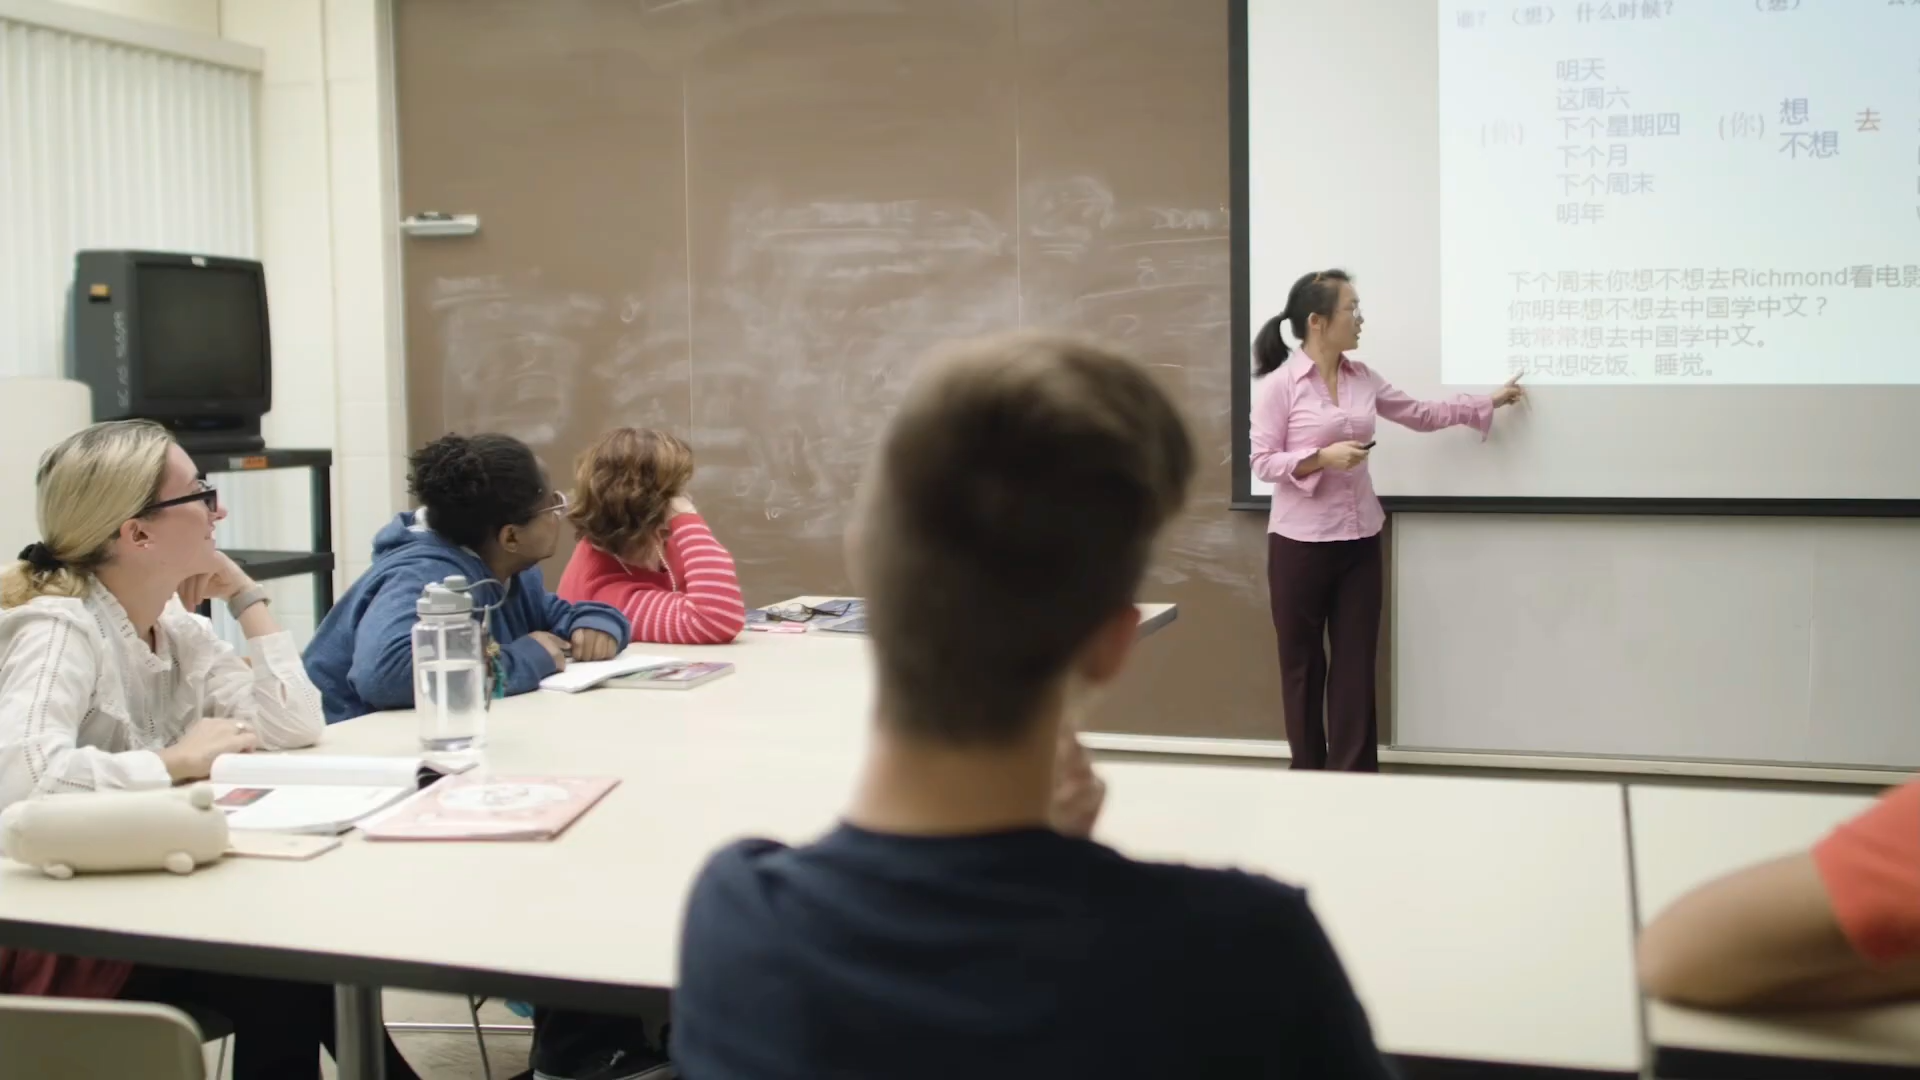 谁？ （想） 什么时候？ （想）
明天
这周六
(你) 下个星期四 (你) 想 去
不想
下个月
下个周末
明年
下个周末你想不想去Richmond看电影
你明年想不想去中国学中文？
我常常想去中国学中文。
我只想吃饭、睡觉。